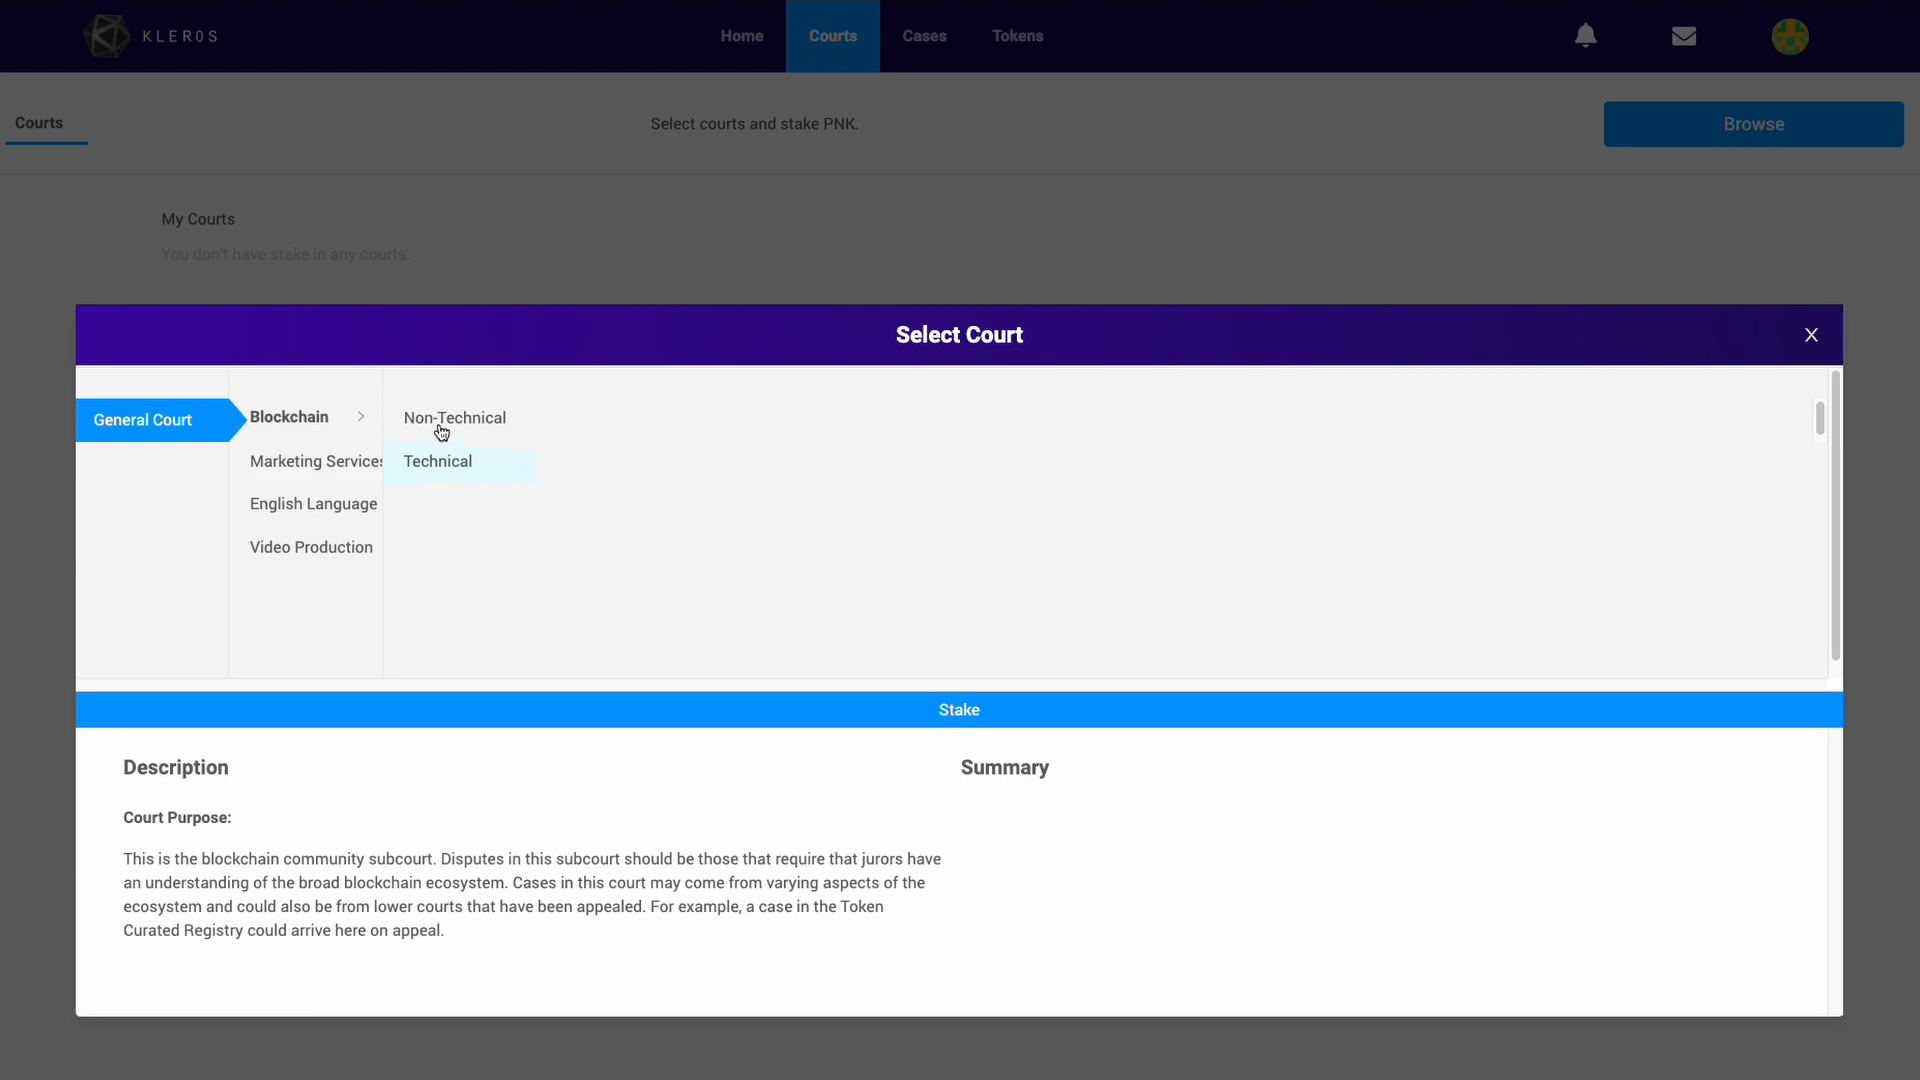 KLEROS
Home
Courts
Cases
Tokens
Courts
Select courts and stake PNK.
Browse
My Courts
You don't have stake in any courts.
Select Court
X
General Court
Blockchain >
Non-Technical
Marketing Services
Technical
English Language
Video Production
Stake
Description
Summary
Court Purpose:
This is the blockchain community subcourt. Disputes in this subcourt should be those that require that jurors have
an understanding of the broad blockchain ecosystem. Cases in this court may come from varying aspects of the
ecosystem and could also be from lower courts that have been appealed. For example, a case in the Token
Curated Registry could arrive here on appeal.